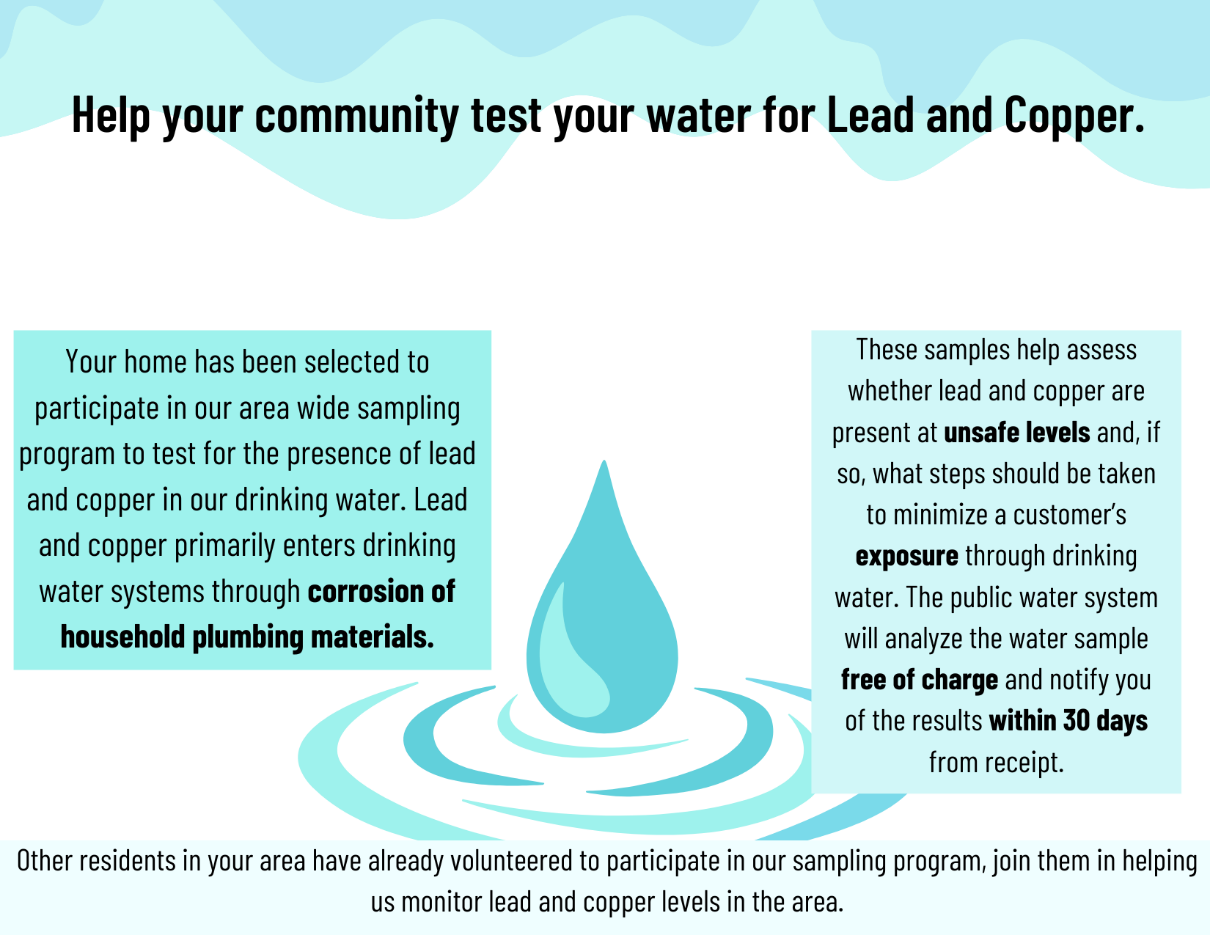 Help your community test your water for Lead and Copper.
Your home has been selected to
participate in our area wide sampling
program to test for the presence of lead
and copper in our drinking water. Lead
and copper primarily enters drinking
water systems through corrosion of
household plumbing materials.
These samples help assess
whether lead and copper are
present at unsafe levels and, if
so, what steps should be taken
to minimize a customer’s
exposure through drinking
water. The public water system
will analyze the water sample
free of charge and notify you
of the results within 30 days
from receipt.
Other residents in your area have already volunteered to participate in our sampling program, join them in helping
us monitor lead and copper levels in the area.